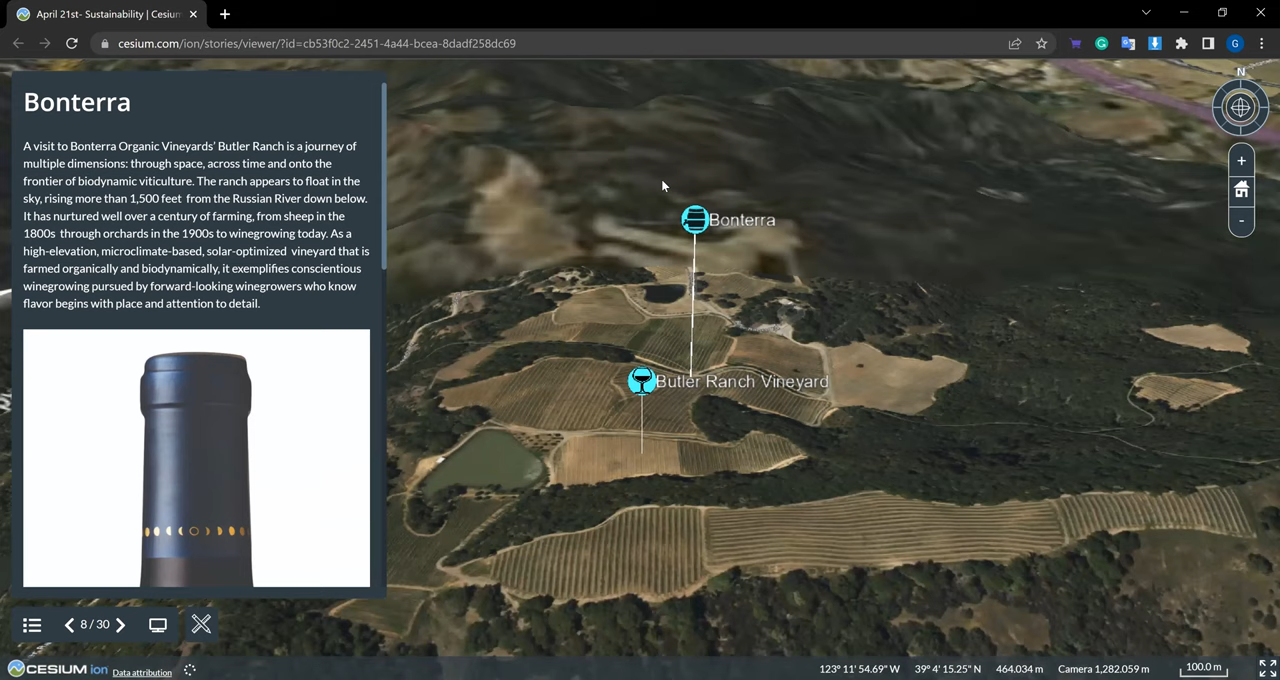 April 21st- Sustainability | Cesium
cesium.com/ion/stories/viewer/?id=cb53f0c2-2451-4a44-bcea-8dadf258dc69
G
Bonterra
A visit to Bonterra Organic Vineyards' Butler Ranch is a journey of
multiple dimensions: through space, across time and onto the
frontier of biodynamic viticulture. The ranch appears to float in the
sky, rising more than 1,500 feet from the Russian River down below.
It has nurtured well over a century of farming, from sheep in the
1800s through orchards in the 1900s to winegrowing today. As a
high-elevation, microclimate-based, solar-optimized vineyard that is
farmed organically and biodynamically, it exemplifies conscientious
winegrowing pursued by forward-looking winegrowers who know
flavor begins with place and attention to detail.
N
+
-
Bonterra
Butler Ranch Vineyard
8 / 30
CESIUM ion
Data attribution
123° 11' 54.69" W 39° 4' 15.25" N 464.034 m Camera 1,282.059 m 100.0 m